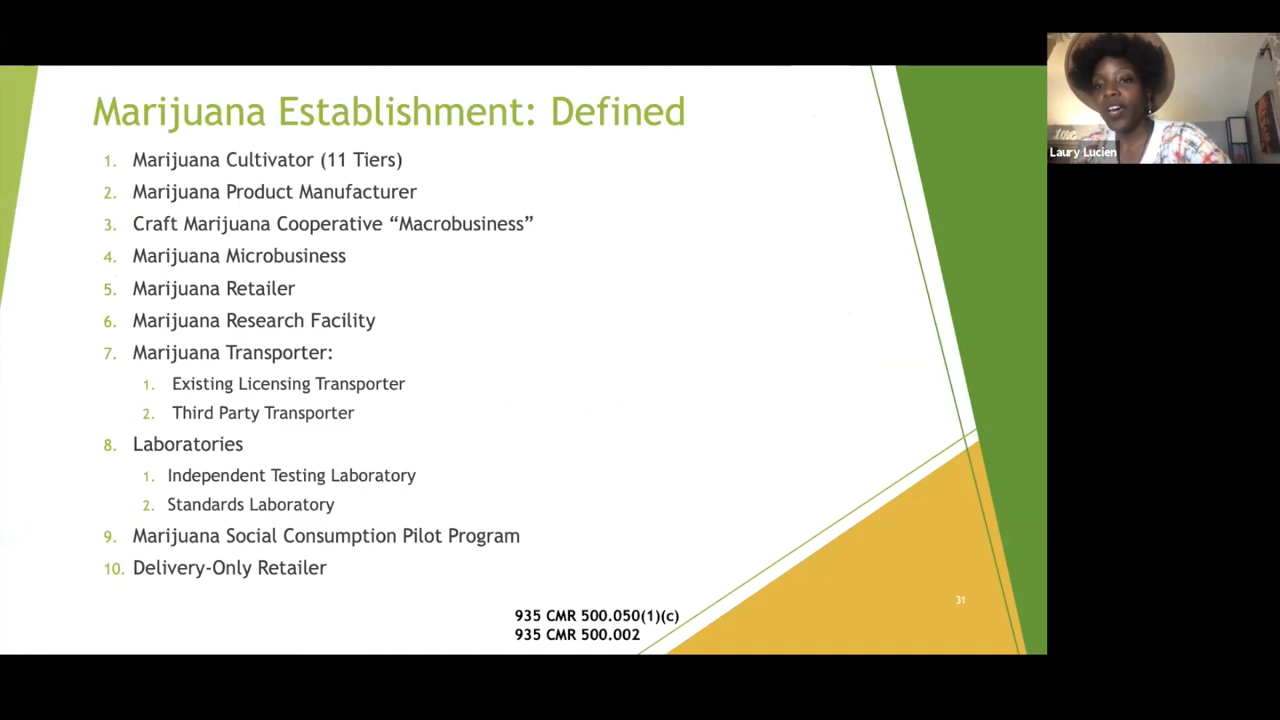 Marijuana Establishment: Defined
1. Marijuana Cultivator (11 Tiers)
2. Marijuana Product Manufacturer
3. Craft Marijuana Cooperative “Macrobusiness”
4. Marijuana Microbusiness
5. Marijuana Retailer
6. Marijuana Research Facility
7. Marijuana Transporter:
1. Existing Licensing Transporter
2. Third Party Transporter
8. Laboratories
1. Independent Testing Laboratory
2. Standards Laboratory
9. Marijuana Social Consumption Pilot Program
10. Delivery-Only Retailer
935 CMR 500.050(1)(c)
935 CMR 500.002
31
LOVE
Laury Lucien